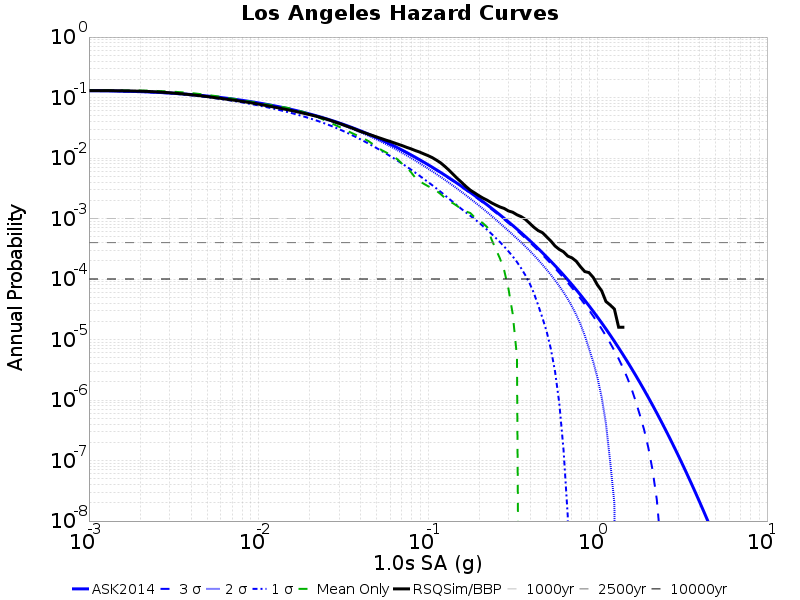 Los Angeles Hazard Curves
10^0
10^-1
10^-2
10^-3
10^-4
10^-5
10^-6
10^-7
10^-8
Annual Probability
10^-3 10^-2 10^-1 10^0 10^1
1.0s SA (g)
ASK2014 3 σ 2 σ 1 σ Mean Only RSQSim/BBP 1000yr 2500yr 10000yr